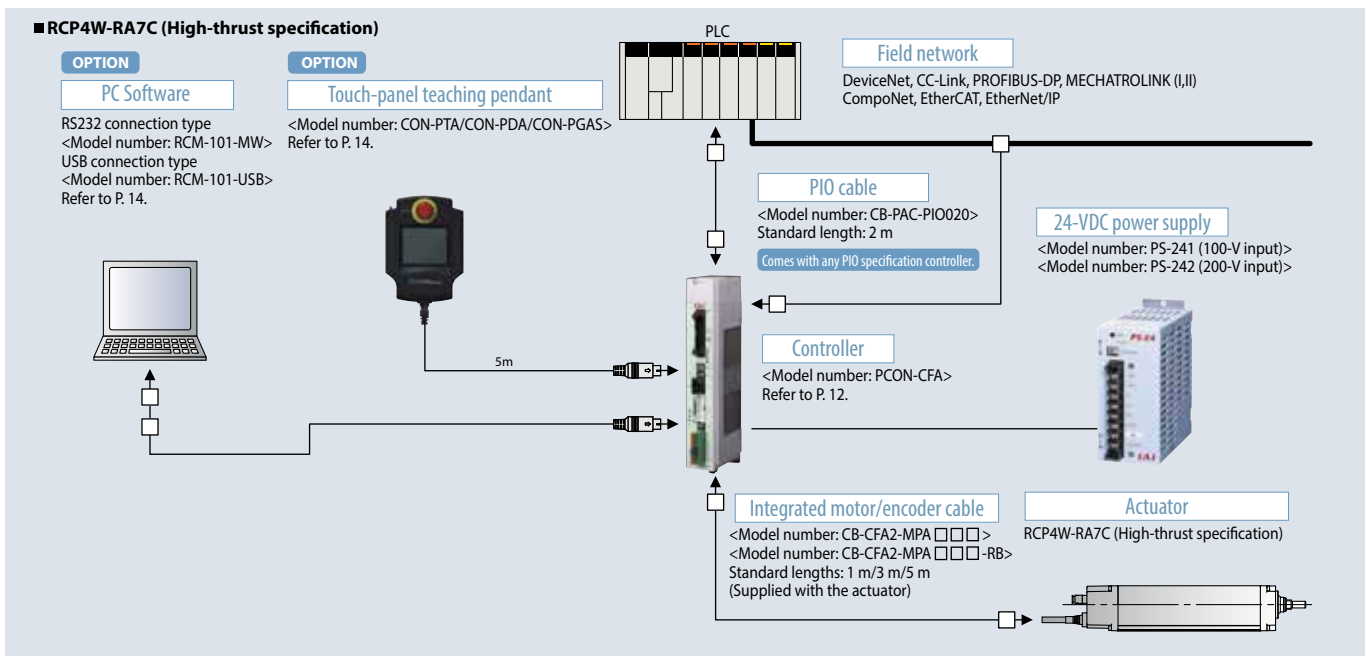 ■RCP4W-RA7C (High-thrust specification)
OPTION
PC Software
RS232 connection type
<Model number: RCM-101-MW>
USB connection type
<Model number: RCM-101-USB>
Refer to P. 14.
OPTION
Touch-panel teaching pendant
<Model number: CON-PTA/CON-PDA/CON-PGAS>
Refer to P. 14.
PLC
Field network
DeviceNet, CC-Link, PROFIBUS-DP, MECHATROLINK (I,II)
CompoNet, EtherCAT, EtherNet/IP
PIO cable
<Model number: CB-PAC-PIO020>
Standard length: 2 m
Comes with any PIO specification controller.
24-VDC power supply
<Model number: PS-241 (100-V input)>
<Model number: PS-242 (200-V input)>
PS-24
IAI
5m
Controller
<Model number: PCON-CFA>
Refer to P. 12.
Integrated motor/encoder cable
<Model number: CB-CFA2-MPA □□□>
<Model number: CB-CFA2-MPA □□□-RB>
Standard lengths: 1 m/3 m/5 m
(Supplied with the actuator)
Actuator
RCP4W-RA7C (High-thrust specification)